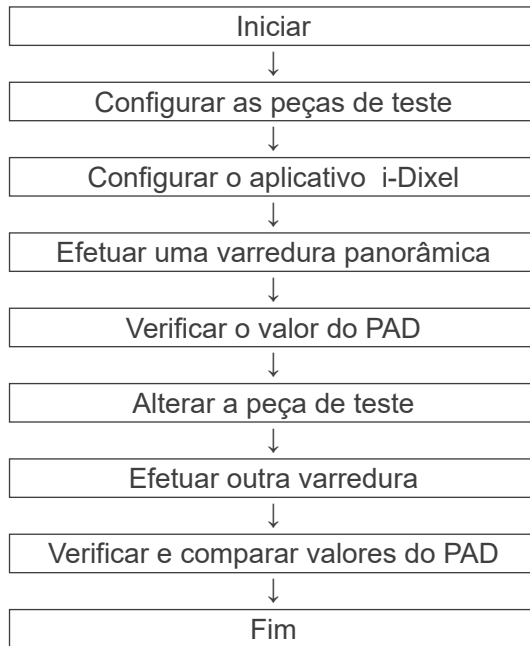 Iniciar
↓
Configurar as peças de teste
↓
Configurar o aplicativo i-Dixel
↓
Efetuar uma varredura panorâmica
↓
Verificar o valor do PAD
↓
Alterar a peça de teste
↓
Efetuar outra varredura
↓
Verificar e comparar valores do PAD
↓
Fim